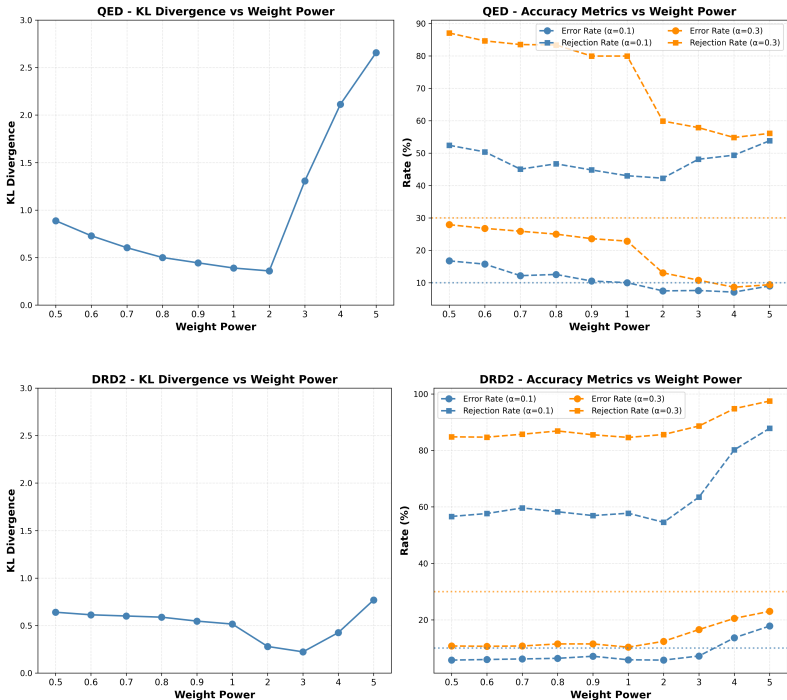 QED - KL Divergence vs Weight Power
3.0
2.5
2.0
1.5
1.0
0.5
0.0
KL Divergence
0.5 0.6 0.7 0.8 0.9 1 2 3 4 5
Weight Power
QED - Accuracy Metrics vs Weight Power
Error Rate (α=0.1) Error Rate (α=0.3)
Rejection Rate (α=0.1) Rejection Rate (α=0.3)
90
80
70
60
50
40
30
20
10
Rate (%)
0.5 0.6 0.7 0.8 0.9 1 2 3 4 5
Weight Power
DRD2 - KL Divergence vs Weight Power
3.0
2.5
2.0
1.5
1.0
0.5
0.0
KL Divergence
0.5 0.6 0.7 0.8 0.9 1 2 3 4 5
Weight Power
DRD2 - Accuracy Metrics vs Weight Power
Error Rate (α=0.1) Error Rate (α=0.3)
Rejection Rate (α=0.1) Rejection Rate (α=0.3)
100
80
60
40
20
Rate (%)
0.5 0.6 0.7 0.8 0.9 1 2 3 4 5
Weight Power